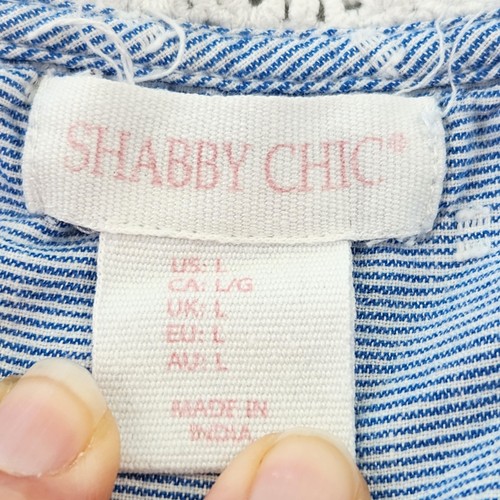 SHABBY CHIC®
US: L
CA: L/G
UK: L
EU: L
AU: L
MADE IN
INDIA